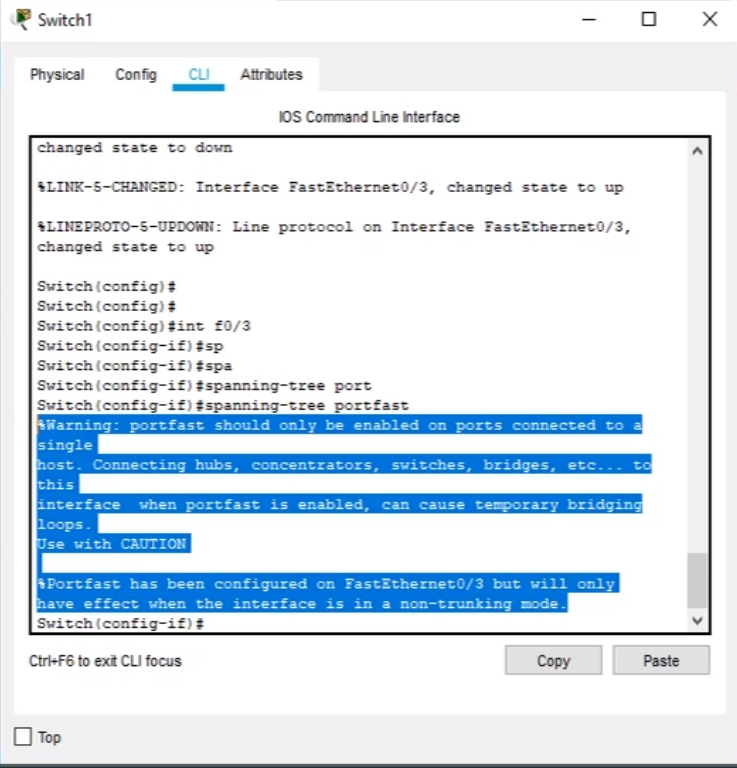 Switch1
Physical Config CLI Attributes
IOS Command Line Interface
changed state to down
%LINK-5-CHANGED: Interface FastEthernet0/3, changed state to up
%LINEPROTO-5-UPDOWN: Line protocol on Interface FastEthernet0/3,
changed state to up
Switch(config)#
Switch(config)#
Switch(config)#int f0/3
Switch(config-if)#sp
Switch(config-if)#spa
Switch(config-if)#spanning-tree port
Switch(config-if)#spanning-tree portfast
%Warning: portfast should only be enabled on ports connected to a
single
host. Connecting hubs, concentrators, switches, bridges, etc... to
this
interface  when portfast is enabled, can cause temporary bridging
loops.
Use with CAUTION
%Portfast has been configured on FastEthernet0/3 but will only
have effect when the interface is in a non-trunking mode.
Switch(config-if)#
Ctrl+F6 to exit CLI focus
Copy Paste
Top